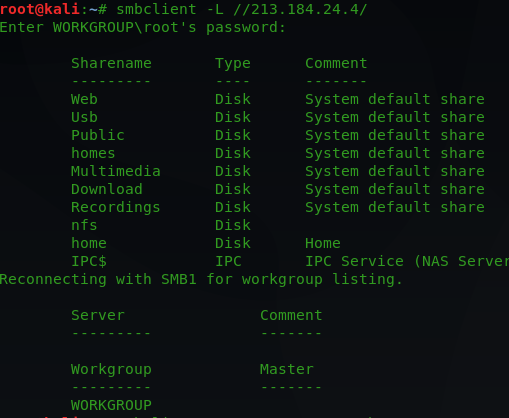 root@kali:~# smbclient -L //213.184.24.4/
Enter WORKGROUP\root's password:
Sharename Type Comment
--------- ---- -------
Web Disk System default share
Usb Disk System default share
Public Disk System default share
homes Disk System default share
Multimedia Disk System default share
Download Disk System default share
Recordings Disk System default share
nfs Disk
home Disk Home
IPC$ IPC IPC Service (NAS Server
Reconnecting with SMB1 for workgroup listing.
Server Comment
--------- -------
Workgroup Master
--------- -------
WORKGROUP